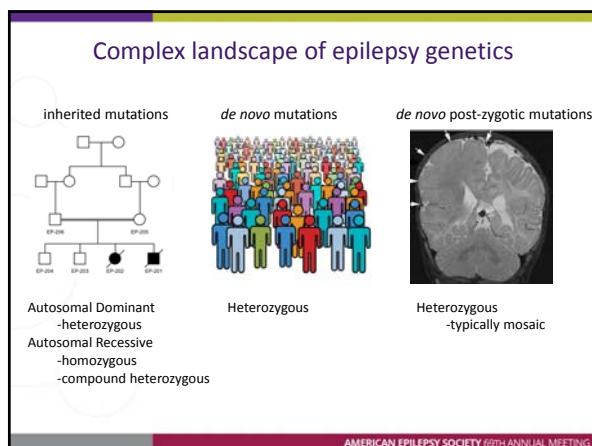 Complex landscape of epilepsy genetics
inherited mutations
de novo mutations
de novo post-zygotic mutations
EP-206
EP-205
EP-204
EP-203
EP-202
EP-201
Autosomal Dominant
-heterozygous
Autosomal Recessive
-homozygous
-compound heterozygous
Heterozygous
Heterozygous
-typically mosaic
AMERICAN EPILEPSY SOCIETY 69TH ANNUAL MEETING